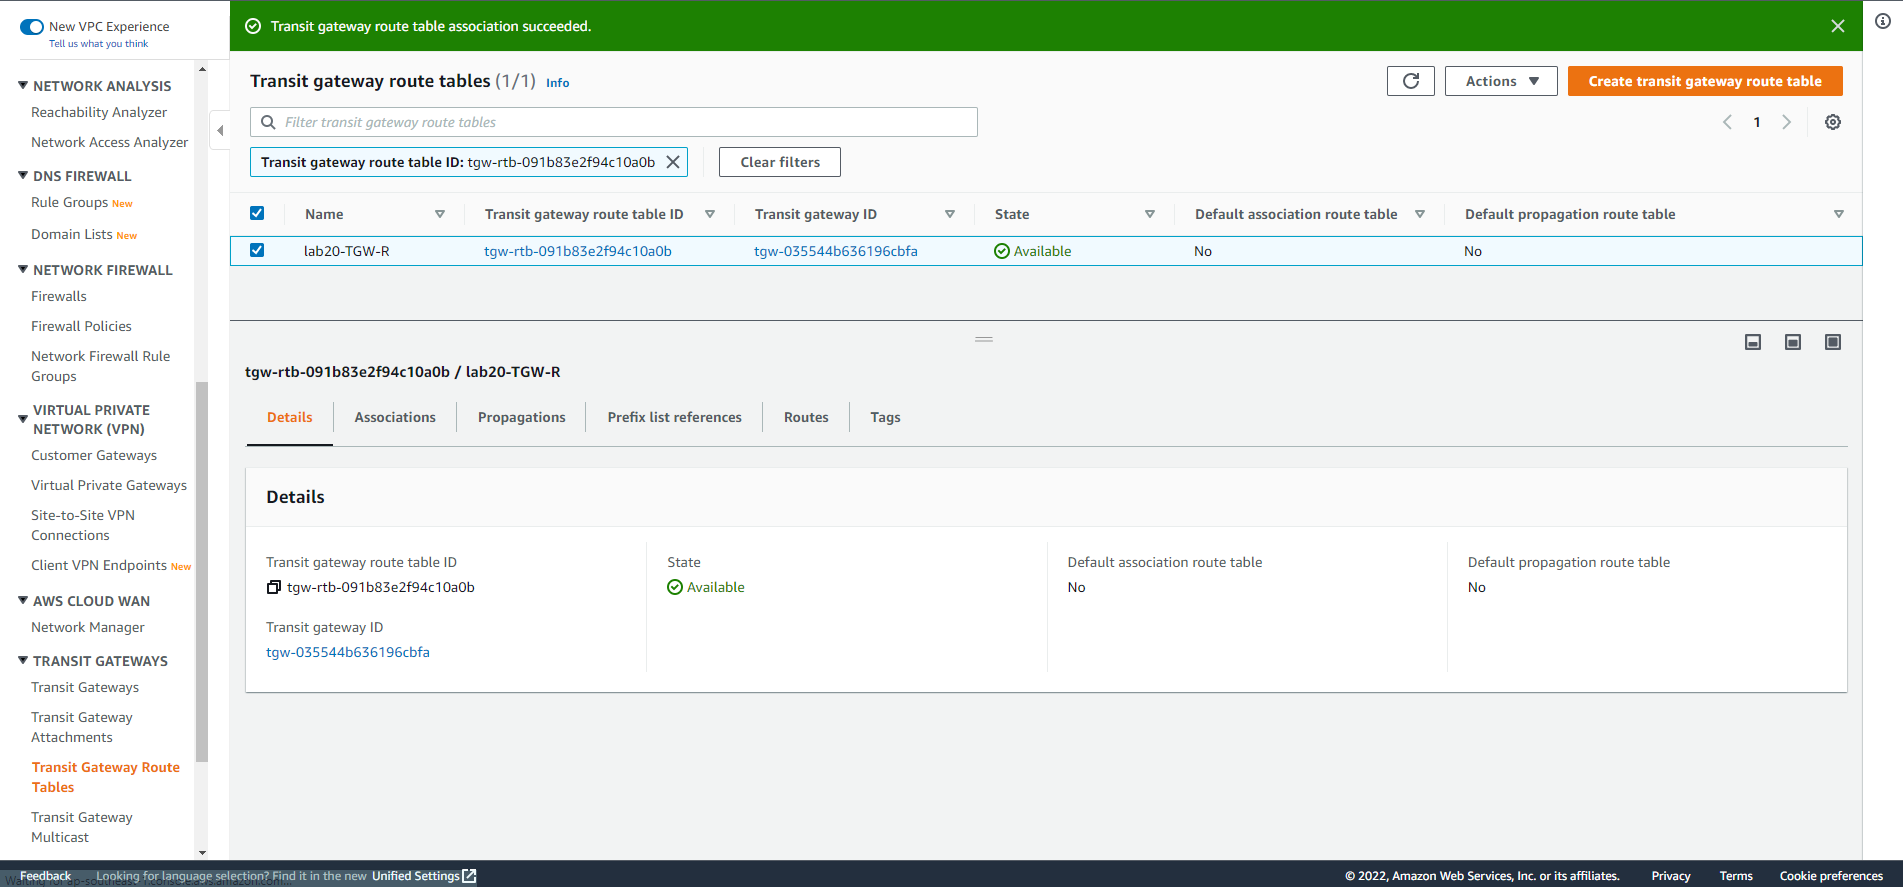 New VPC Experience
Tell us what you think
NETWORK ANALYSIS
Reachability Analyzer
Network Access Analyzer
DNS FIREWALL
Rule Groups New
Domain Lists New
NETWORK FIREWALL
Firewalls
Firewall Policies
Network Firewall Rule
Groups
VIRTUAL PRIVATE
NETWORK (VPN)
Customer Gateways
Virtual Private Gateways
Site-to-Site VPN
Connections
Client VPN Endpoints New
AWS CLOUD WAN
Network Manager
TRANSIT GATEWAYS
Transit Gateways
Transit Gateway
Attachments
Transit Gateway Route
Tables
Transit Gateway
Multicast
Transit gateway route table association succeeded.
Transit gateway route tables (1/1) Info
Actions
Create transit gateway route table
Filter transit gateway route tables
1
Transit gateway route table ID: tgw-rtb-091b83e2f94c10a0b
Clear filters
Name Transit gateway route table ID Transit gateway ID State Default association route table Default propagation route table
lab20-TGW-R tgw-rtb-091b83e2f94c10a0b tgw-035544b636196cbfa Available No No
tgw-rtb-091b83e2f94c10a0b / lab20-TGW-R
Details Associations Propagations Prefix list references Routes Tags
Details
Transit gateway route table ID
tgw-rtb-091b83e2f94c10a0b
Transit gateway ID
tgw-035544b636196cbfa
State
Available
Default association route table
No
Default propagation route table
No
Feedback Looking for language selection? Find it in the new Unified Settings
© 2022, Amazon Web Services, Inc. or its affiliates. Privacy Terms Cookie preferences